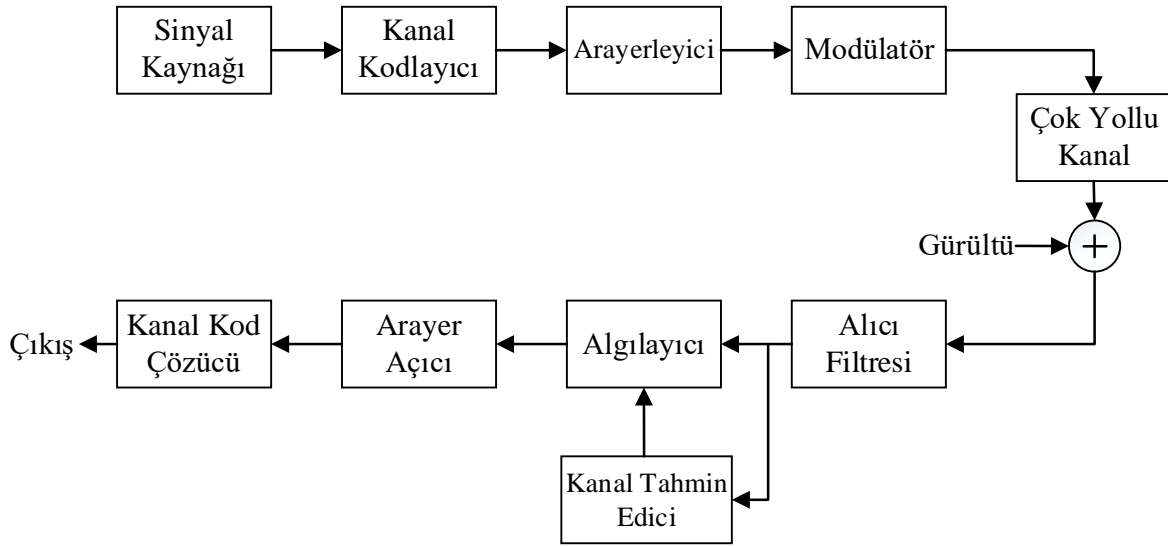 Sinyal
Kaynağı
Kanal
Kodlayıcı
Arayerleyici
Modülatör
Çok Yollu
Kanal
Gürültü
+
Çıkış
Kanal Kod
Çözücü
Arayer
Açıcı
Algılayıcı
Alıcı
Filtresi
Kanal Tahmin
Edici